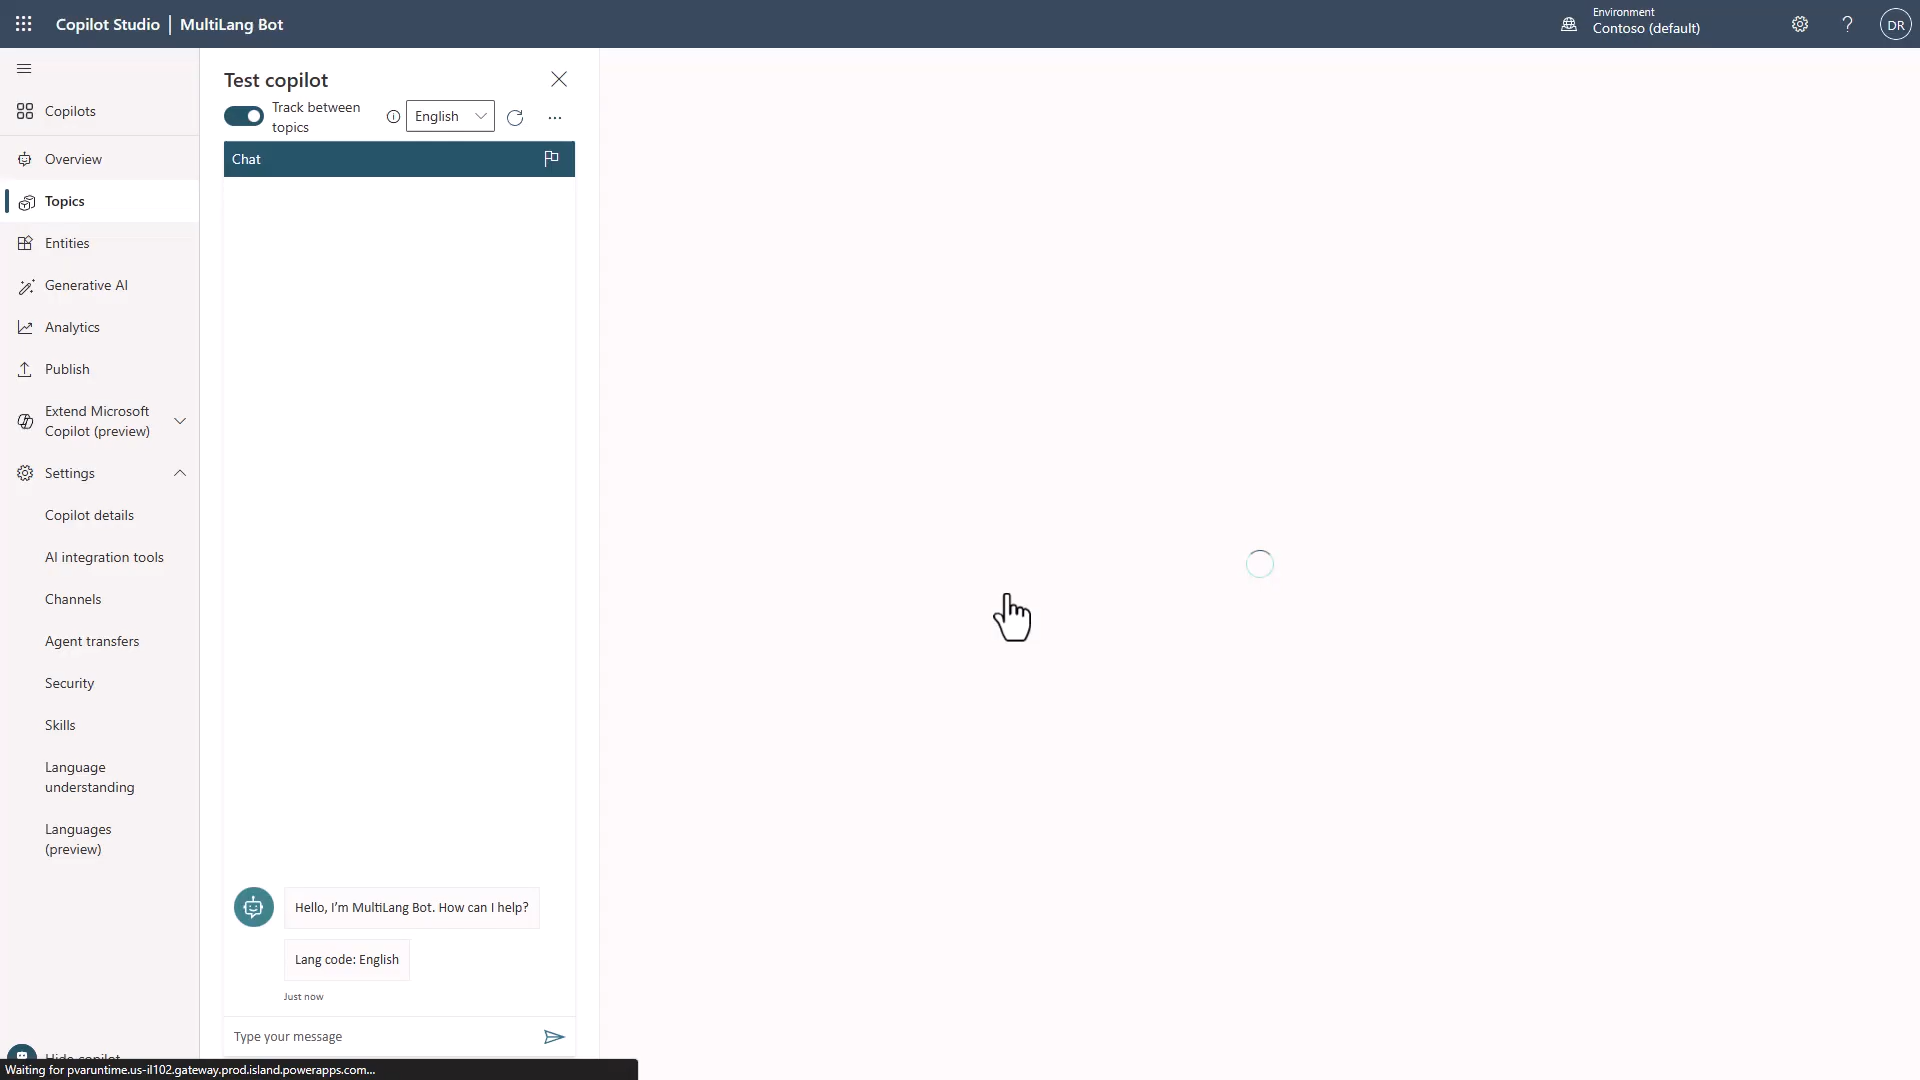 Copilot Studio | MultiLang Bot
Environment
Contoso (default)
?
DR
Copilots
Overview
Topics
Entities
Generative AI
Analytics
Publish
Extend Microsoft
Copilot (preview)
Settings
Copilot details
AI integration tools
Channels
Agent transfers
Security
Skills
Language
understanding
Languages
(preview)
Hide copilot
Test copilot
Track between
topics
English
...
Chat
Hello, I'm MultiLang Bot. How can I help?
Lang code: English
Just now
Type your message
Waiting for pvaruntime.us-il102.gateway.prod.island.powerapps.com...